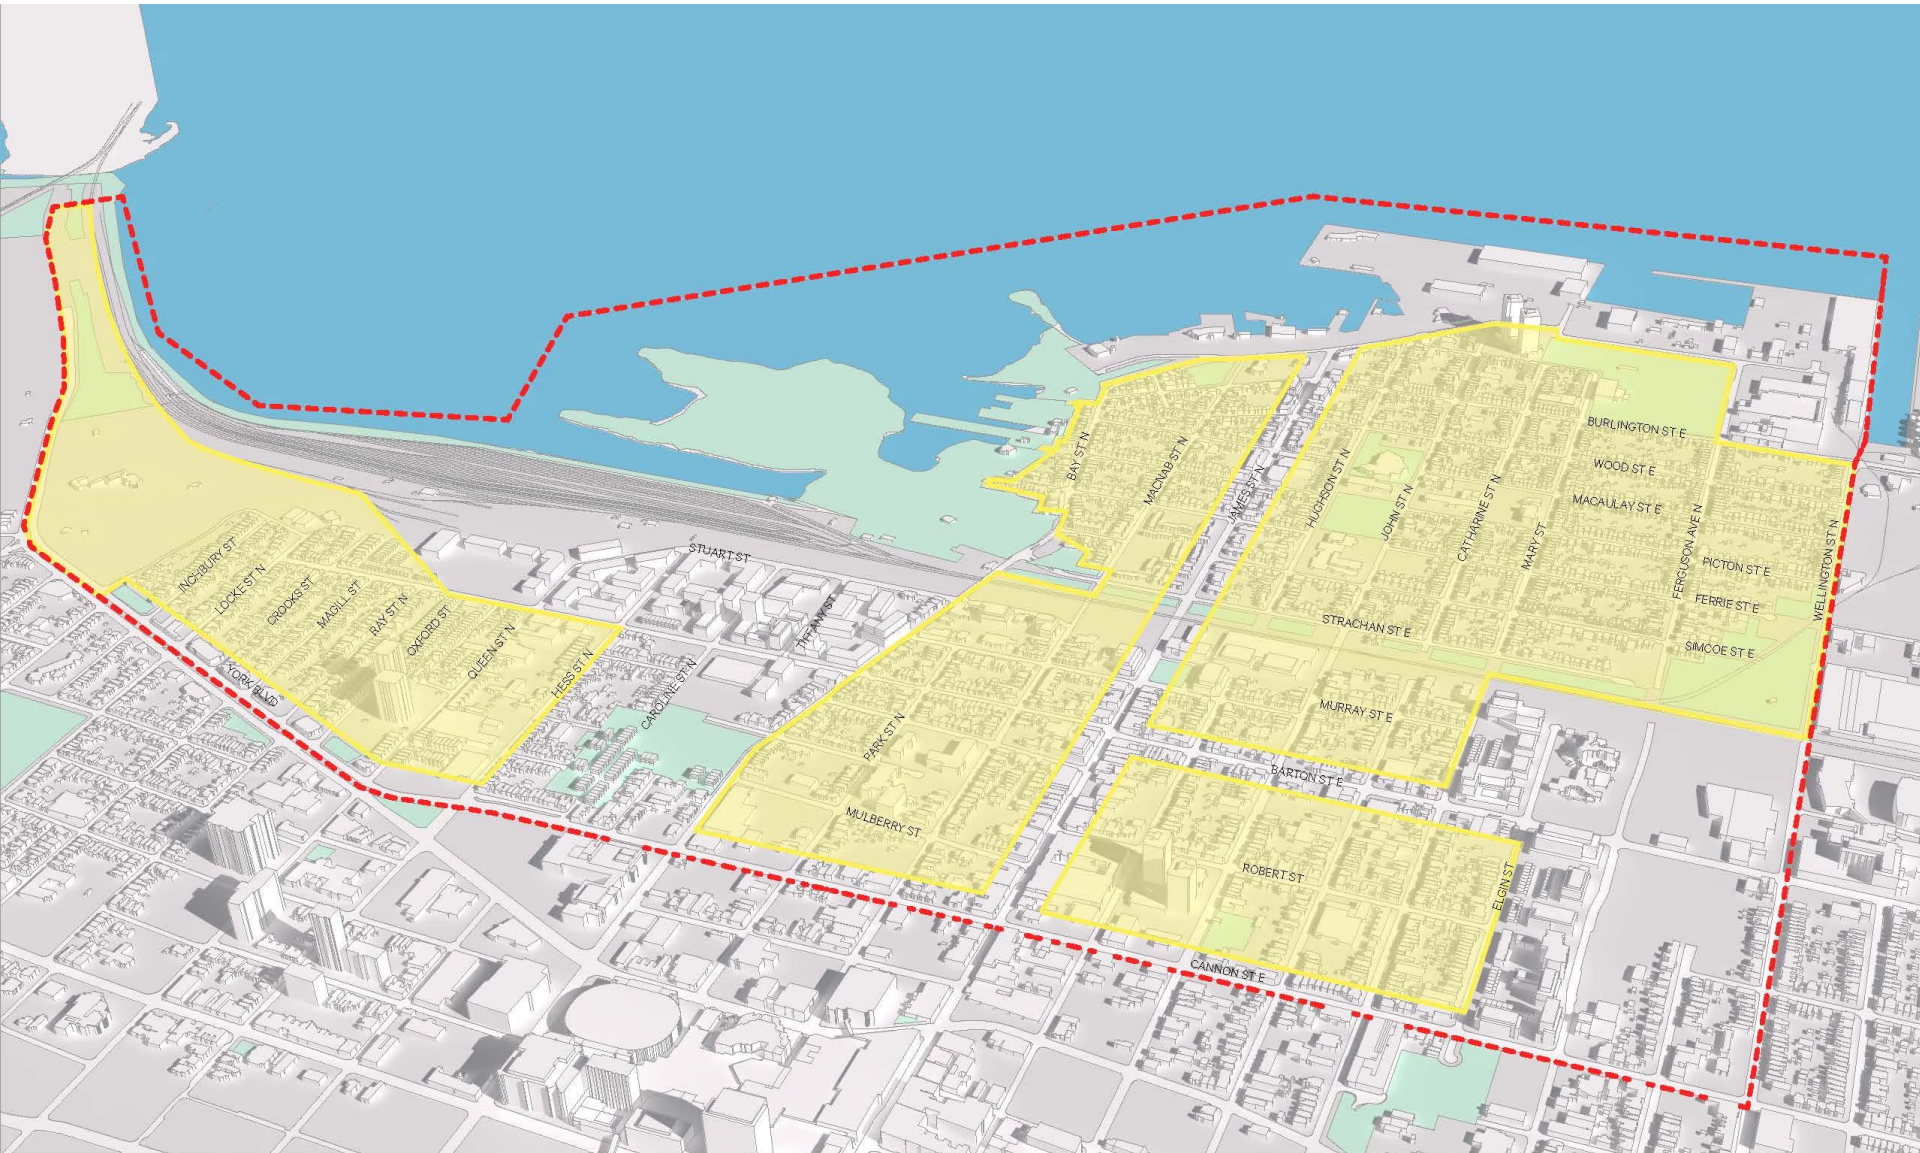 BURLINGTON ST E
BAY ST N
MACNAB ST N
WOOD ST E
HUGHSON ST N
JAMES ST N
JOHN ST N
CATHARINE ST N
MACAULAY ST E
MARY ST
FERGUSON AVE N
WELLINGTON ST N
STUART ST
PICTON ST E
INCHBURY ST
LOCKE ST N
CROOKS ST
MAGILL ST
RAY ST N
OXFORD ST
QUEEN ST N
TIFFANY ST
FERRIE ST E
STRACHAN ST E
SIMCOE ST E
HESS ST N
YORK BLVD
CAROLINE ST N
PARK ST N
MURRAY ST E
BARTON ST E
MULBERRY ST
ROBERT ST
ELGIN ST
CANNON ST E